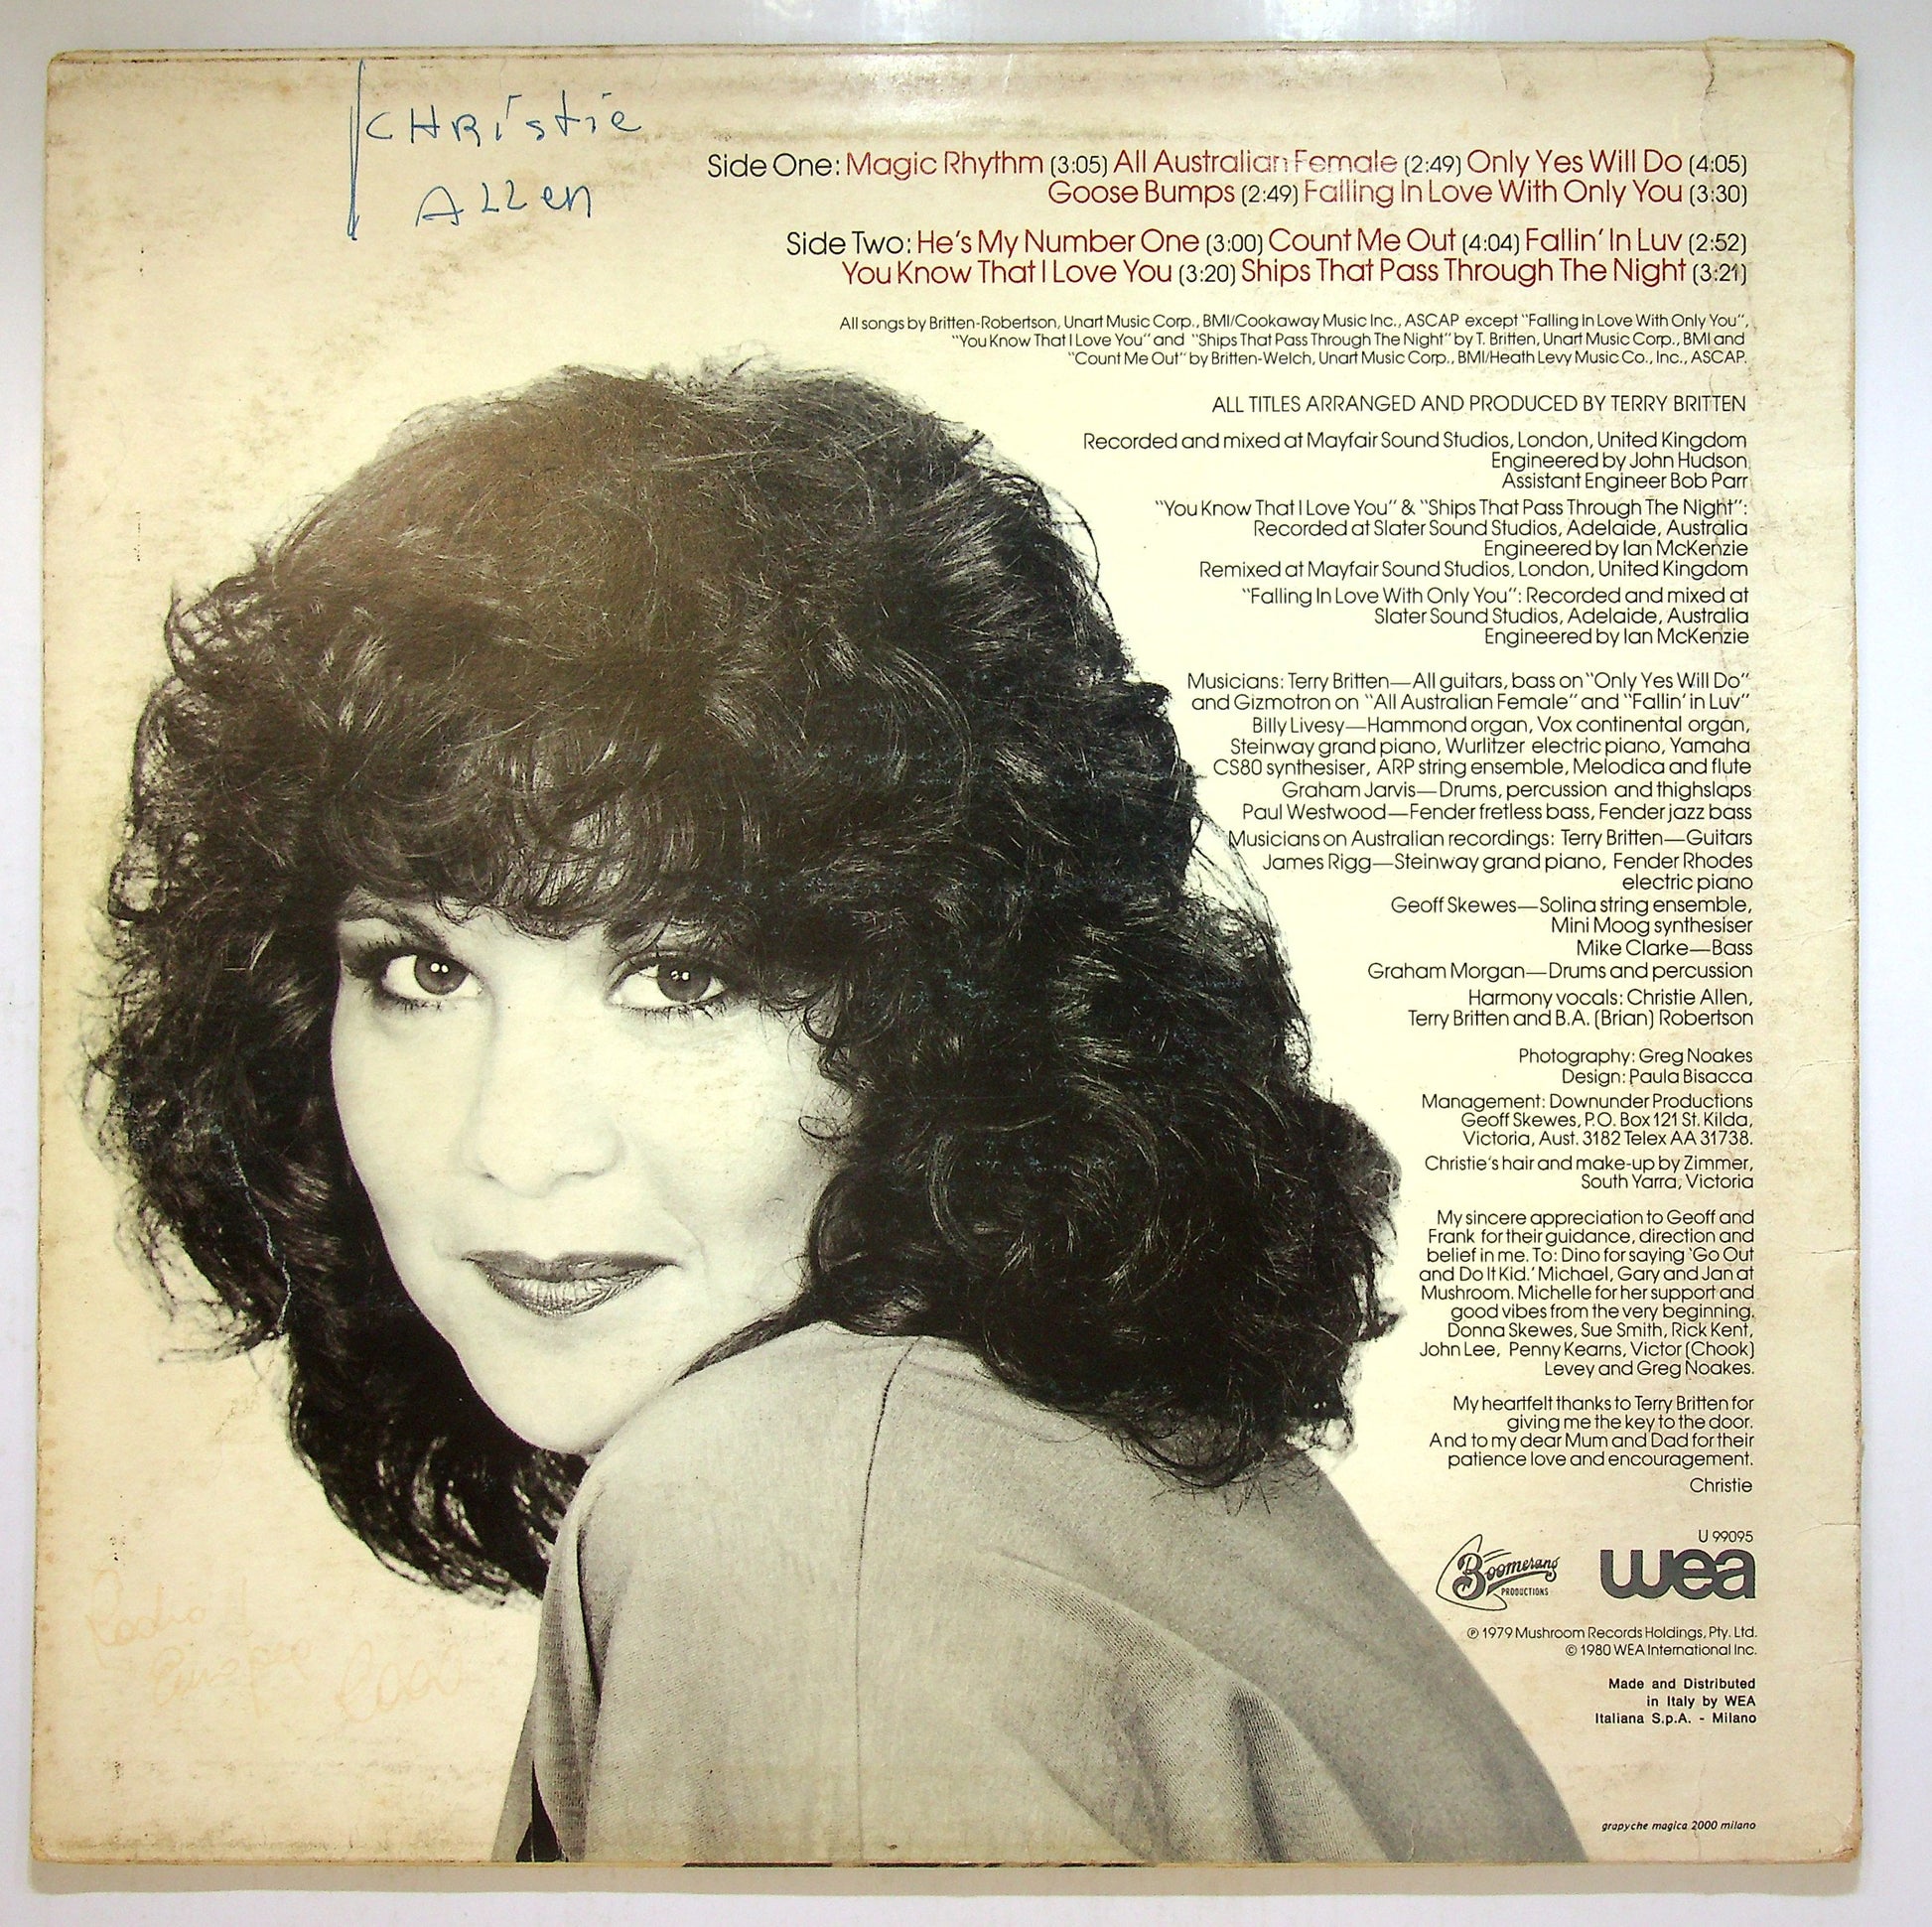 CHRistie
ALLen
Side One: Magic Rhythm (3:05) All Australian Female (2:49) Only Yes Will Do (4:05)
Goose Bumps (2:49) Falling In Love With Only You (3:30)
Side Two: He's My Number One (3:00) Count Me Out (4:04) Fallin' In Luv (2:52)
You Know That I Love You (3:20) Ships That Pass Through The Night (3:21)
All songs by Britten-Robertson, Unart Music Corp., BMI/Cookaway Music Inc., ASCAP except "Falling In Love With Only You",
"You Know That I Love You" and "Ships That Pass Through The Night" by T. Britten, Unart Music Corp., BMI and
"Count Me Out" by Britten-Welch, Unart Music Corp., BMI/Heath Levy Music Co., Inc., ASCAP.
ALL TITLES ARRANGED AND PRODUCED BY TERRY BRITTEN
Recorded and mixed at Mayfair Sound Studios, London, United Kingdom
Engineered by John Hudson
Assistant Engineer Bob Parr
"You Know That I Love You" & "Ships That Pass Through The Night":
Recorded at Slater Sound Studios, Adelaide, Australia
Engineered by Ian McKenzie
Remixed at Mayfair Sound Studios, London, United Kingdom
"Falling In Love With Only You": Recorded and mixed at
Slater Sound Studios, Adelaide, Australia
Engineered by Ian McKenzie
Musicians: Terry Britten—All guitars, bass on "Only Yes Will Do"
and Gizmotron on "All Australian Female" and "Fallin' in Luv"
Billy Livesy—Hammond organ, Vox continental organ,
Steinway grand piano, Wurlitzer electric piano, Yamaha
CS80 synthesiser, ARP string ensemble, Melodica and flute
Graham Jarvis—Drums, percussion and thighslaps
Paul Westwood—Fender fretless bass, Fender jazz bass
Musicians on Australian recordings: Terry Britten—Guitars
James Rigg—Steinway grand piano, Fender Rhodes
electric piano
Geoff Skewes—Solina string ensemble,
Mini Moog synthesiser
Mike Clarke—Bass
Graham Morgan—Drums and percussion
Harmony vocals: Christie Allen,
Terry Britten and B.A. (Brian) Robertson
Photography: Greg Noakes
Design: Paula Bisacca
Management: Downunder Productions
Geoff Skewes, P.O. Box 121 St. Kilda,
Victoria, Aust. 3182 Telex AA 31738.
Christie's hair and make-up by Zimmer,
South Yarra, Victoria
My sincere appreciation to Geoff and
Frank for their guidance, direction and
belief in me. To: Dino for saying 'Go Out
and Do It Kid.' Michael, Gary and Jan at
Mushroom. Michelle for her support and
good vibes from the very beginning.
Donna Skewes, Sue Smith, Rick Kent,
John Lee, Penny Kearns, Victor (Chook)
Levey and Greg Noakes.
My heartfelt thanks to Terry Britten for
giving me the key to the door.
And to my dear Mum and Dad for their
patience love and encouragement.
Christie
U 99095
Boomerang
PRODUCTIONS
wea
℗ 1979 Mushroom Records Holdings, Pty. Ltd.
© 1980 WEA International Inc.
Made and Distributed
in Italy by WEA
Italiana S.p.A. - Milano
grapyche magica 2000 milano
Radio
Europa